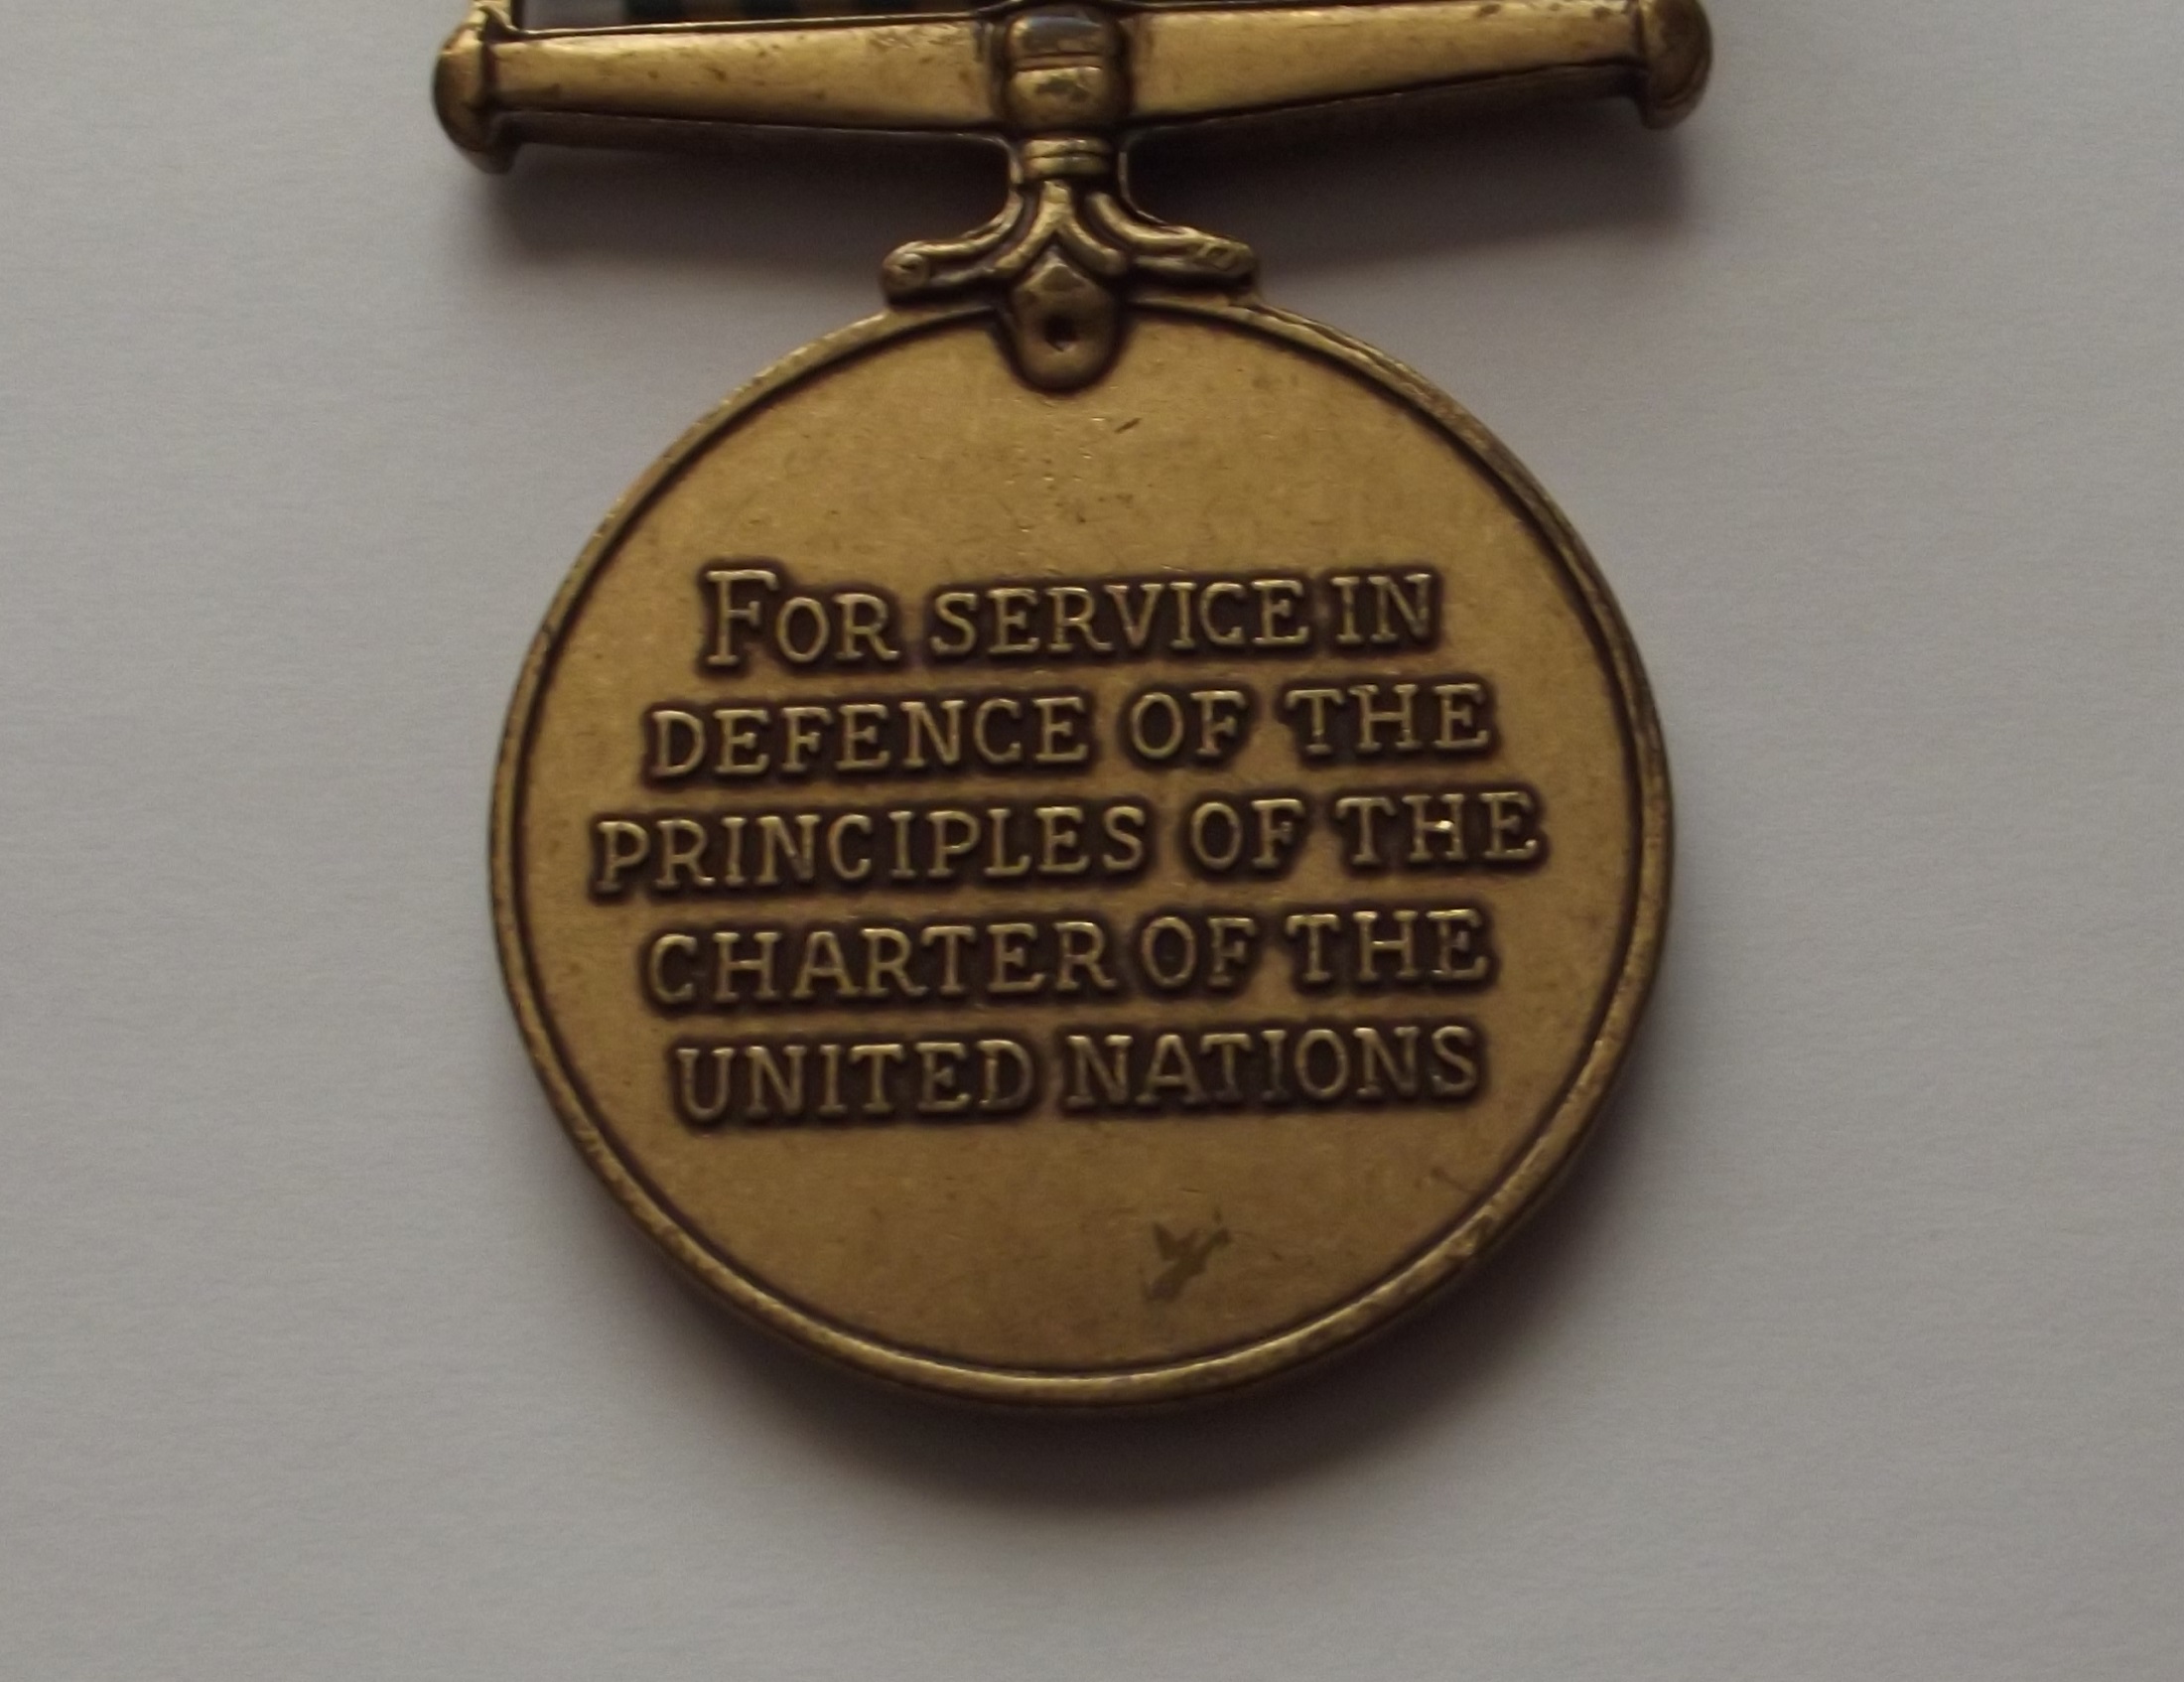 FOR SERVICE IN
DEFENCE OF THE
PRINCIPLES OF THE
CHARTER OF THE
UNITED NATIONS